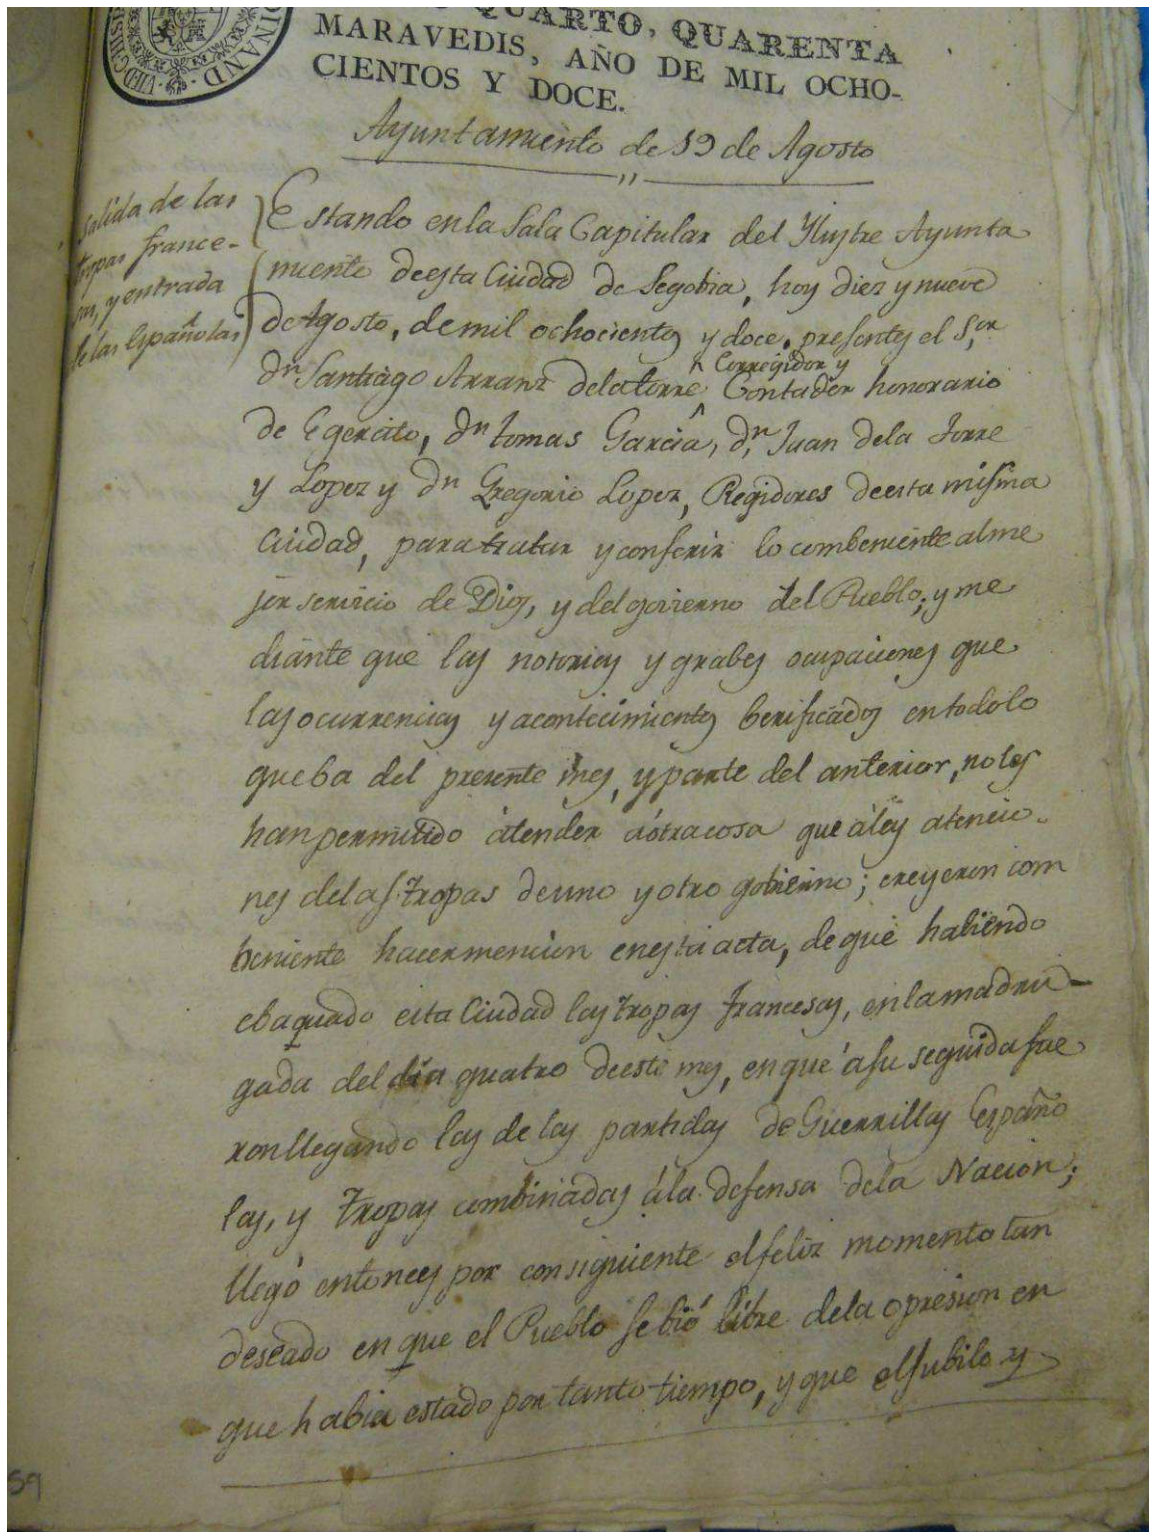 QUARTO, QUARENTA
MARAVEDIS, AÑO DE MIL OCHO-
CIENTOS Y DOCE.
Ayuntamiento de 19 de Agosto
salida de las
tropas france-
sas, y entrada
de las Españolas
Estando en la Sala Capitular del Ylustre Ayunta
miento de esta Ciudad de Segobia, hoy diez y nueve
de Agosto, de mil ochocientos y doce, presentes el S.or
Corregidor y
dn Santiago Arranz de la torre Contador honorario
de Egercito, dn tomas Garcia, dn Juan de la Torre
y Lopez y dn Gregorio Lopez, Regidores de esta misma
Ciudad, para tratar y conferir lo combeniente al me
jor servicio de Dios, y del govierno del Pueblo; y me
diante que las notorias y grabes ocupaciones que
las ocurrencias y acontecimientos berificados en todo lo
que ba del presente mes, y parte del anterior, no les
han permitido atender á otra cosa que á las atencio-
nes de las tropas de uno y otro gobierno; creyeron com
beniente hacer mencion en esta acta, de que habiendo
ebaquado esta Ciudad las tropas francesas, en la madru-
gada del dia quatro de este mes, en que á su seguida fue
ron llegando las de las partidas de Guerrillas Españo
las, y tropas combinadas á la defensa de la Nacion;
llegó entonces por consiguiente el feliz momento tan
deseado en que el Pueblo se bió libre de la opresion en
que habia estado por tanto tiempo, y que el jubilo y
59